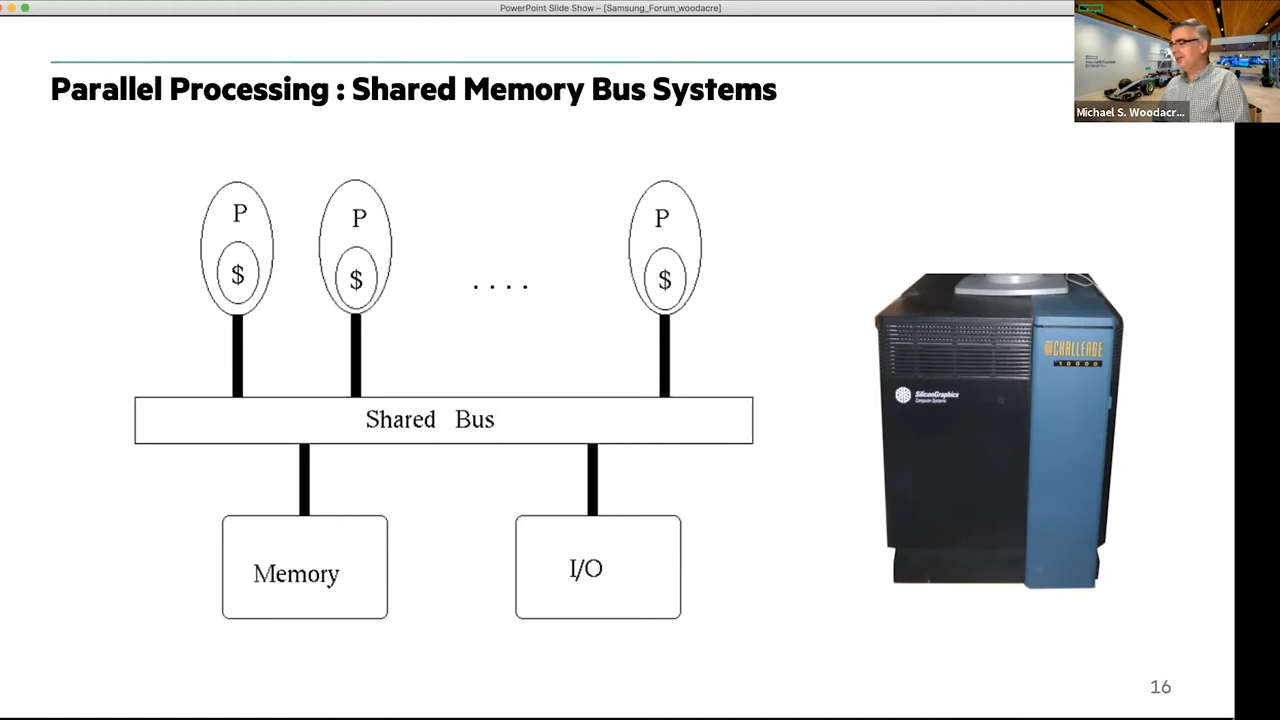 PowerPoint Slide Show – [Samsung_Forum_woodacre]
Michael S. Woodacr...
Parallel Processing : Shared Memory Bus Systems
P
P
P
$
$
$
. . . .
Shared Bus
Memory
I/O
CHALLENGE
10000
SiliconGraphics
Computer Systems
16